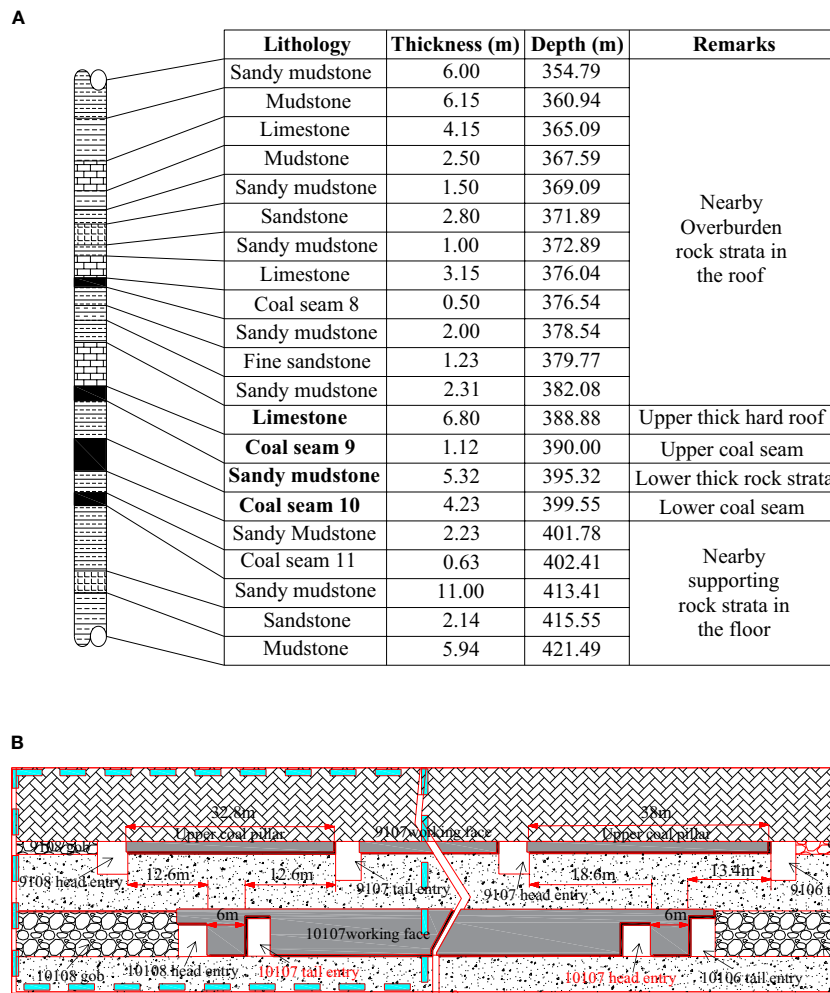 A
Lithology Thickness (m) Depth (m) Remarks
Sandy mudstone 6.00 354.79
Mudstone 6.15 360.94
Limestone 4.15 365.09
Mudstone 2.50 367.59
Sandy mudstone 1.50 369.09
Sandstone 2.80 371.89
Sandy mudstone 1.00 372.89
Limestone 3.15 376.04
Coal seam 8 0.50 376.54
Sandy mudstone 2.00 378.54
Fine sandstone 1.23 379.77
Sandy mudstone 2.31 382.08
Nearby
Overburden
rock strata in
the roof
Limestone 6.80 388.88 Upper thick hard roof
Coal seam 9 1.12 390.00 Upper coal seam
Sandy mudstone 5.32 395.32 Lower thick rock strata
Coal seam 10 4.23 399.55 Lower coal seam
Sandy Mudstone 2.23 401.78
Coal seam 11 0.63 402.41
Sandy mudstone 11.00 413.41
Sandstone 2.14 415.55
Mudstone 5.94 421.49
Nearby
supporting
rock strata in
the floor
B
32.8m 38m
9108 gob Upper coal pillar 9107working face Upper coal pillar
9108 head entry 12.6m 12.6m 9107 tail entry 9107 head entry 18.6m 13.4m 9106 t
6m 10107working face 6m
10108 gob 10108 head entry 10107 tail entry 10107 head entry 10106 tail entry